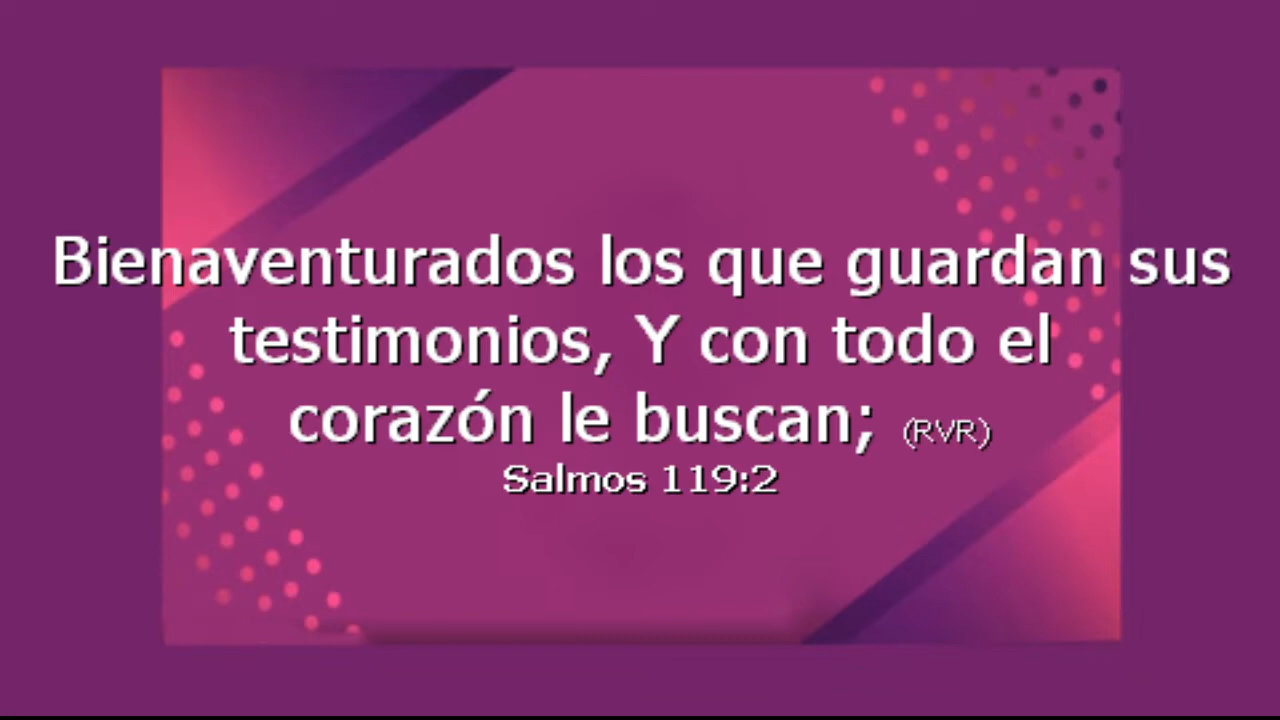 Bienaventurados los que guardan sus
testimonios, Y con todo el
corazón le buscan; (RVR)
Salmos 119:2